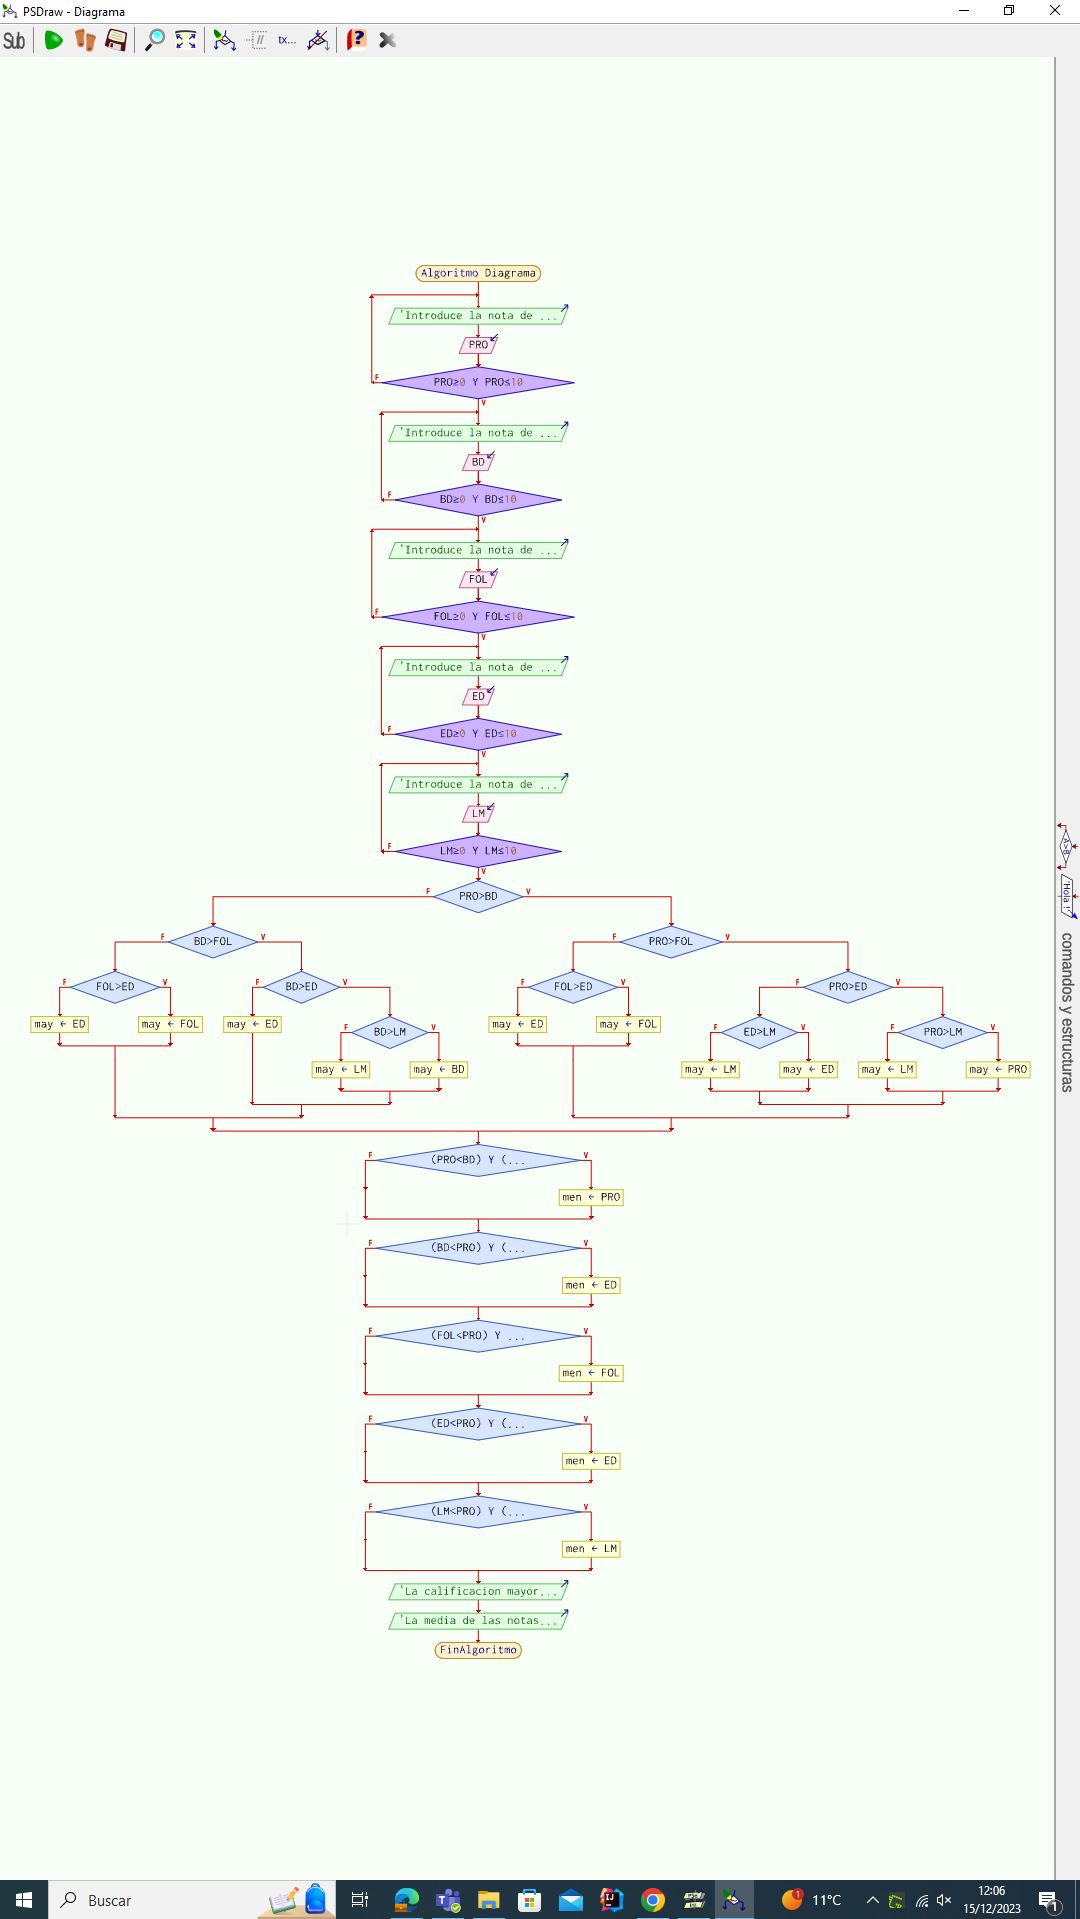 PSDraw - Diagrama
Sub
tx...
Algoritmo Diagrama
'Introduce la nota de ...
PRO
F
PRO≥0 Y PRO≤10
V
'Introduce la nota de ...
BD
F
BD≥0 Y BD≤10
V
'Introduce la nota de ...
FOL
F
FOL≥0 Y FOL≤10
V
'Introduce la nota de ...
ED
F
ED≥0 Y ED≤10
V
'Introduce la nota de ...
LM
F
LM≥0 Y LM≤10
V
F PRO>BD V
F BD>FOL V F PRO>FOL V
F FOL>ED V F BD>ED V F FOL>ED V F PRO>ED V
may ← ED may ← FOL may ← ED F BD>LM V may ← ED may ← FOL F ED>LM V F PRO>LM V
may ← LM may ← BD may ← LM may ← ED may ← LM may ← PRO
F (PRO<BD) Y (... V
men ← PRO
F (BD<PRO) Y (... V
men ← ED
F (FOL<PRO) Y ... V
men ← FOL
F (ED<PRO) Y (... V
men ← ED
F (LM<PRO) Y (... V
men ← LM
'La calificacion mayor...
'La media de las notas...
FinAlgoritmo
A>B
'Hola !'
comandos y estructuras
Buscar
11°C
12:06
15/12/2023
1